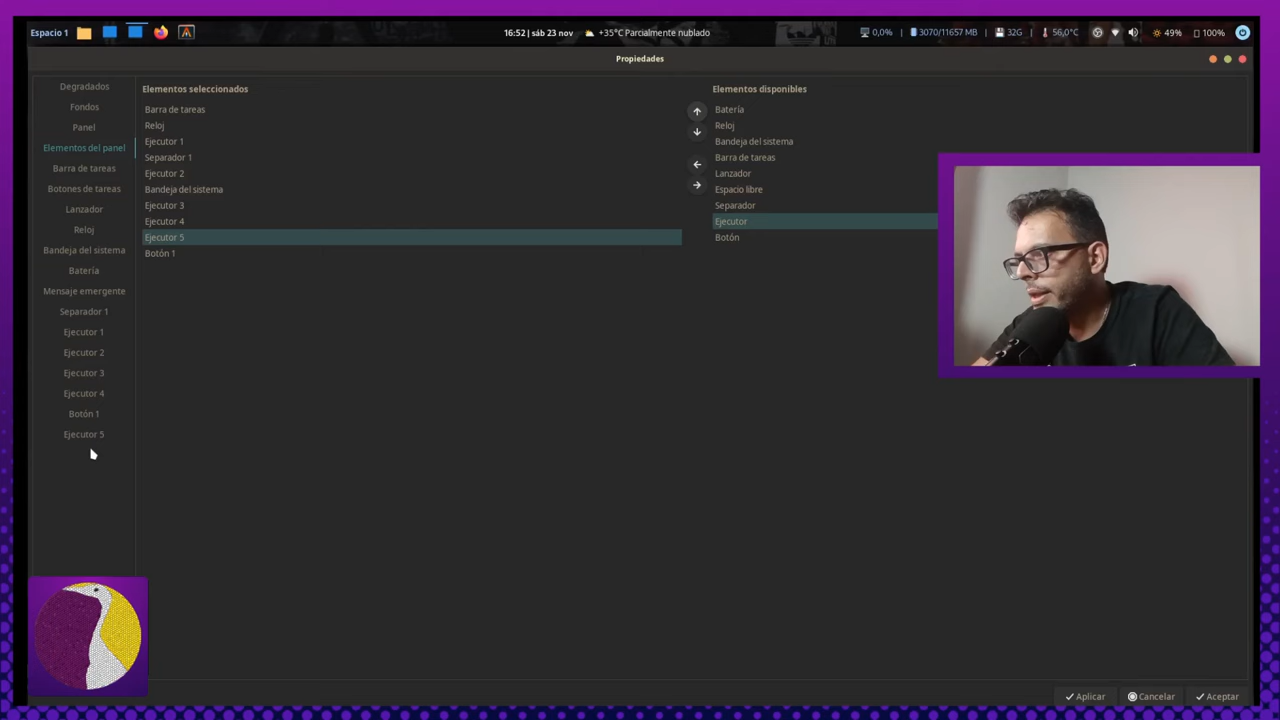 Espacio 1
16:52 | sáb 23 nov
+35°C Parcialmente nublado
0,0% | 3070/11657 MB | 32G | 56,0°C
49%
100%
Propiedades
Degradados
Fondos
Panel
Elementos del panel
Barra de tareas
Botones de tareas
Lanzador
Reloj
Bandeja del sistema
Batería
Mensaje emergente
Separador 1
Ejecutor 1
Ejecutor 2
Ejecutor 3
Ejecutor 4
Botón 1
Ejecutor 5
Elementos seleccionados
Barra de tareas
Reloj
Ejecutor 1
Separador 1
Ejecutor 2
Bandeja del sistema
Ejecutor 3
Ejecutor 4
Ejecutor 5
Botón 1
Elementos disponibles
Batería
Reloj
Bandeja del sistema
Barra de tareas
Lanzador
Espacio libre
Separador
Ejecutor
Botón
Aplicar
Cancelar
Aceptar